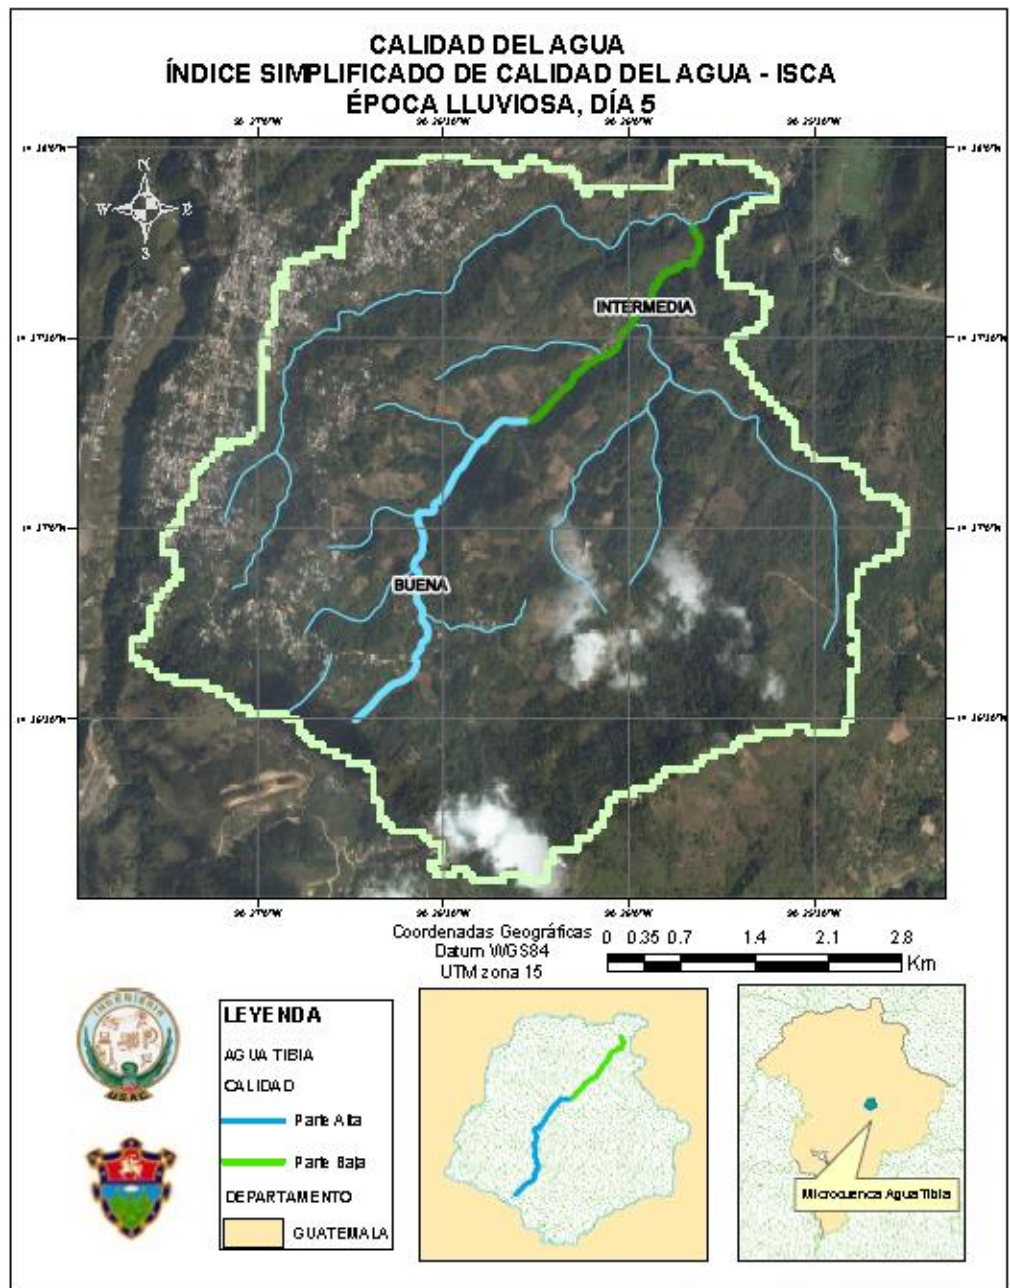 CALIDAD DEL AGUA
ÍNDICE SIMPLIFICADO DE CALIDAD DEL AGUA - ISCA
ÉPOCA LLUVIOSA, DÍA 5
N
W E
S
INTERMEDIA
BUENA
Coordenadas Geográficas
Datum WGS84
UTM zona 15
0 0.35 0.7 1.4 2.1 2.8
Km
INGENIERIA
USAC
LEYENDA
AGUA TIBIA
CALIDAD
Parte Alta
Parte Baja
DEPARTAMENTO
GUATEMALA
Microcuenca Agua Tibia